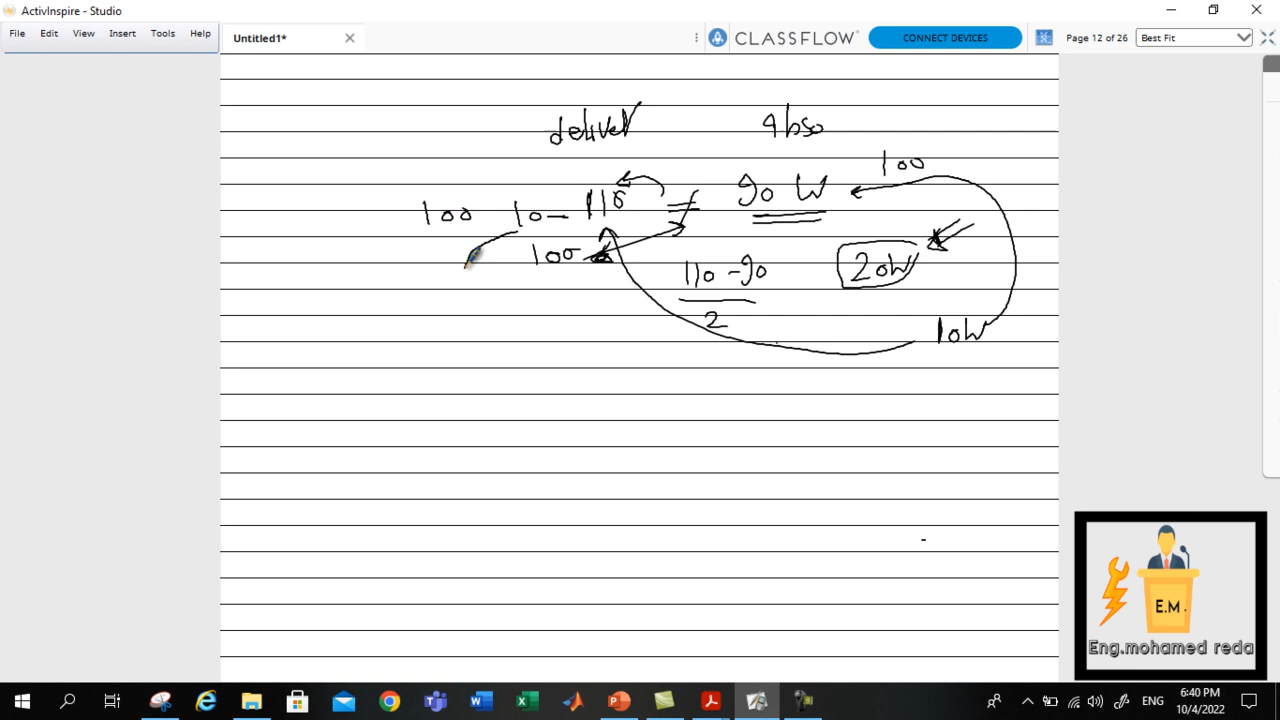 ActivInspire - Studio
File Edit View Insert Tools Help
Untitled1*
CLASSFLOW
CONNECT DEVICES
Page 12 of 26
Best Fit
deliver abso
100
100 10- 110 ≠ 90 W
100
110 -90
20W
2
10W
E.M.
Eng.mohamed reda
ENG
6:40 PM
10/4/2022